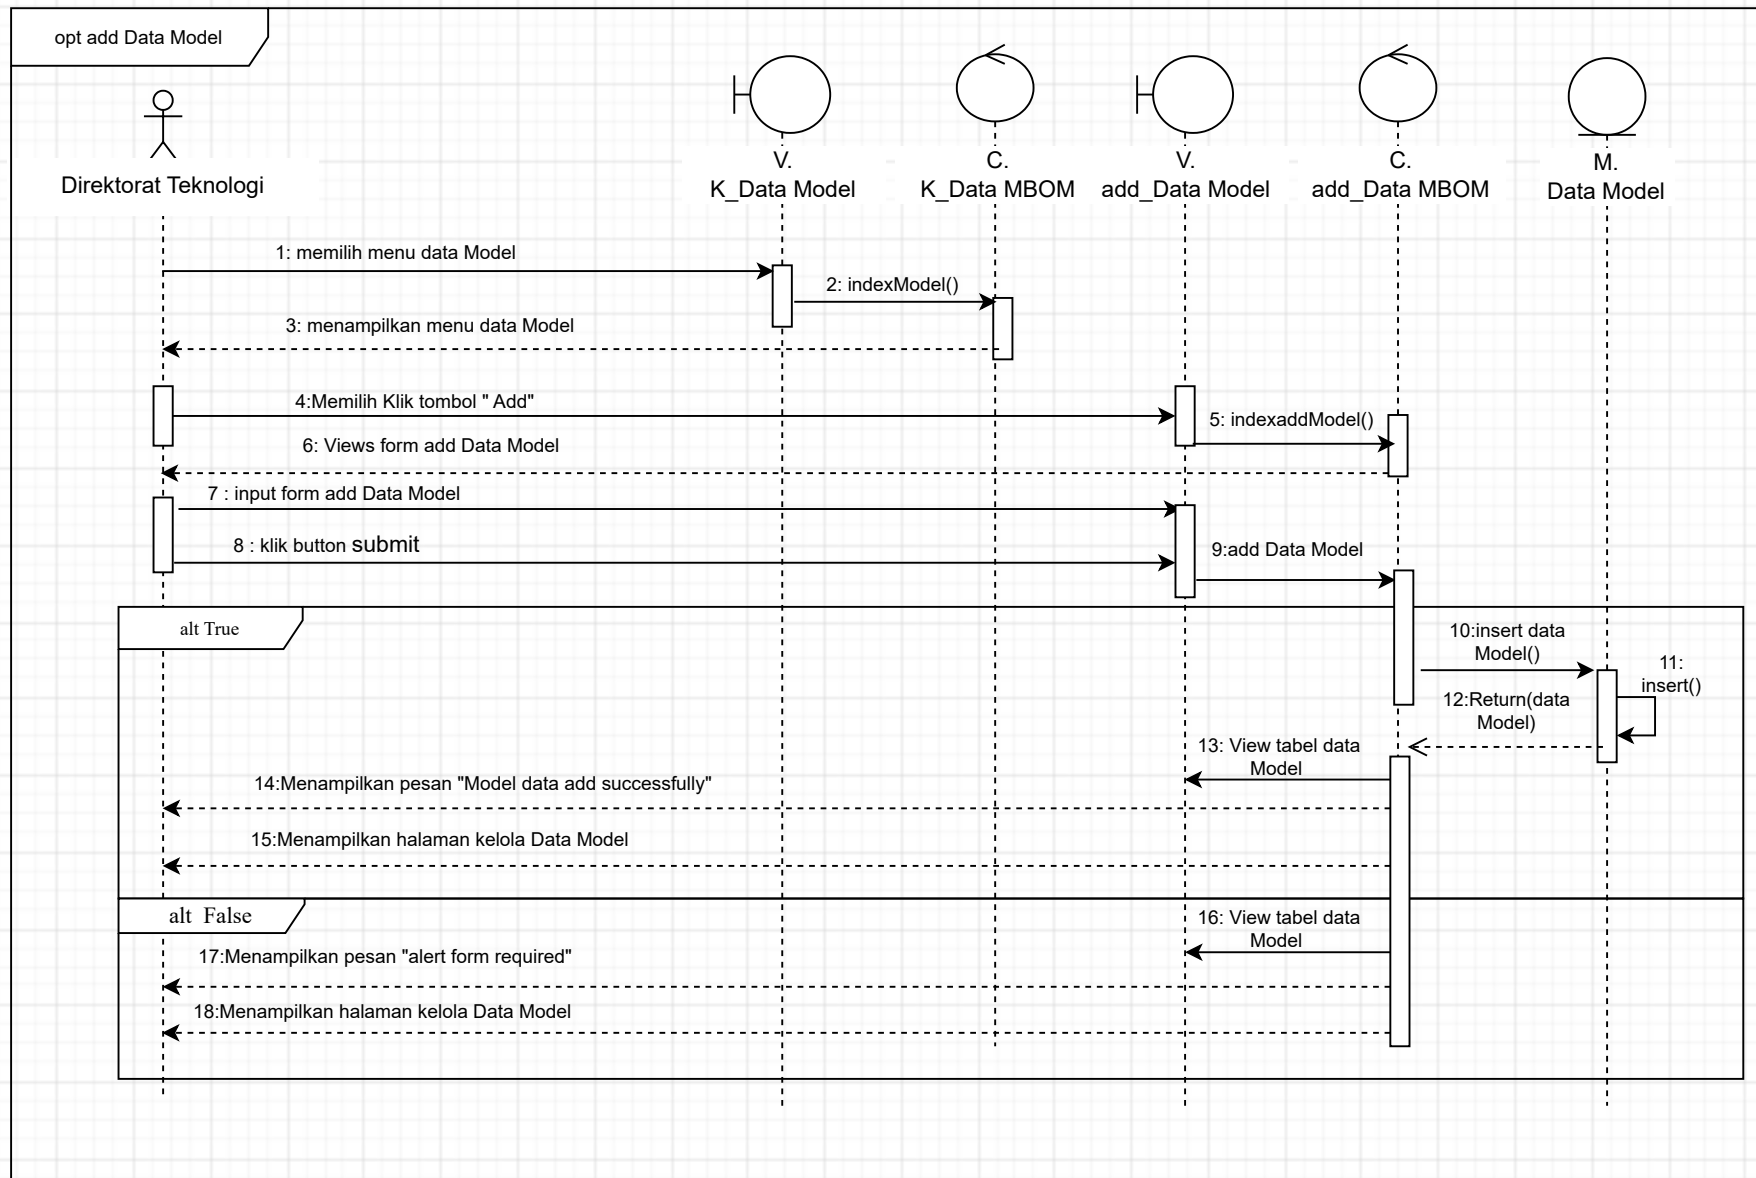 opt add Data Model
Direktorat Teknologi
V.
K_Data Model
C.
K_Data MBOM
V.
add_Data Model
C.
add_Data MBOM
M.
Data Model
1: memilih menu data Model
2: indexModel()
3: menampilkan menu data Model
4:Memilih Klik tombol " Add"
5: indexaddModel()
6: Views form add Data Model
7 : input form add Data Model
8 : klik button submit
9:add Data Model
alt True
10:insert data
Model()
11:
insert()
12:Return(data
Model)
13: View tabel data
Model
14:Menampilkan pesan "Model data add successfully"
15:Menampilkan halaman kelola Data Model
alt  False
16: View tabel data
Model
17:Menampilkan pesan "alert form required"
18:Menampilkan halaman kelola Data Model